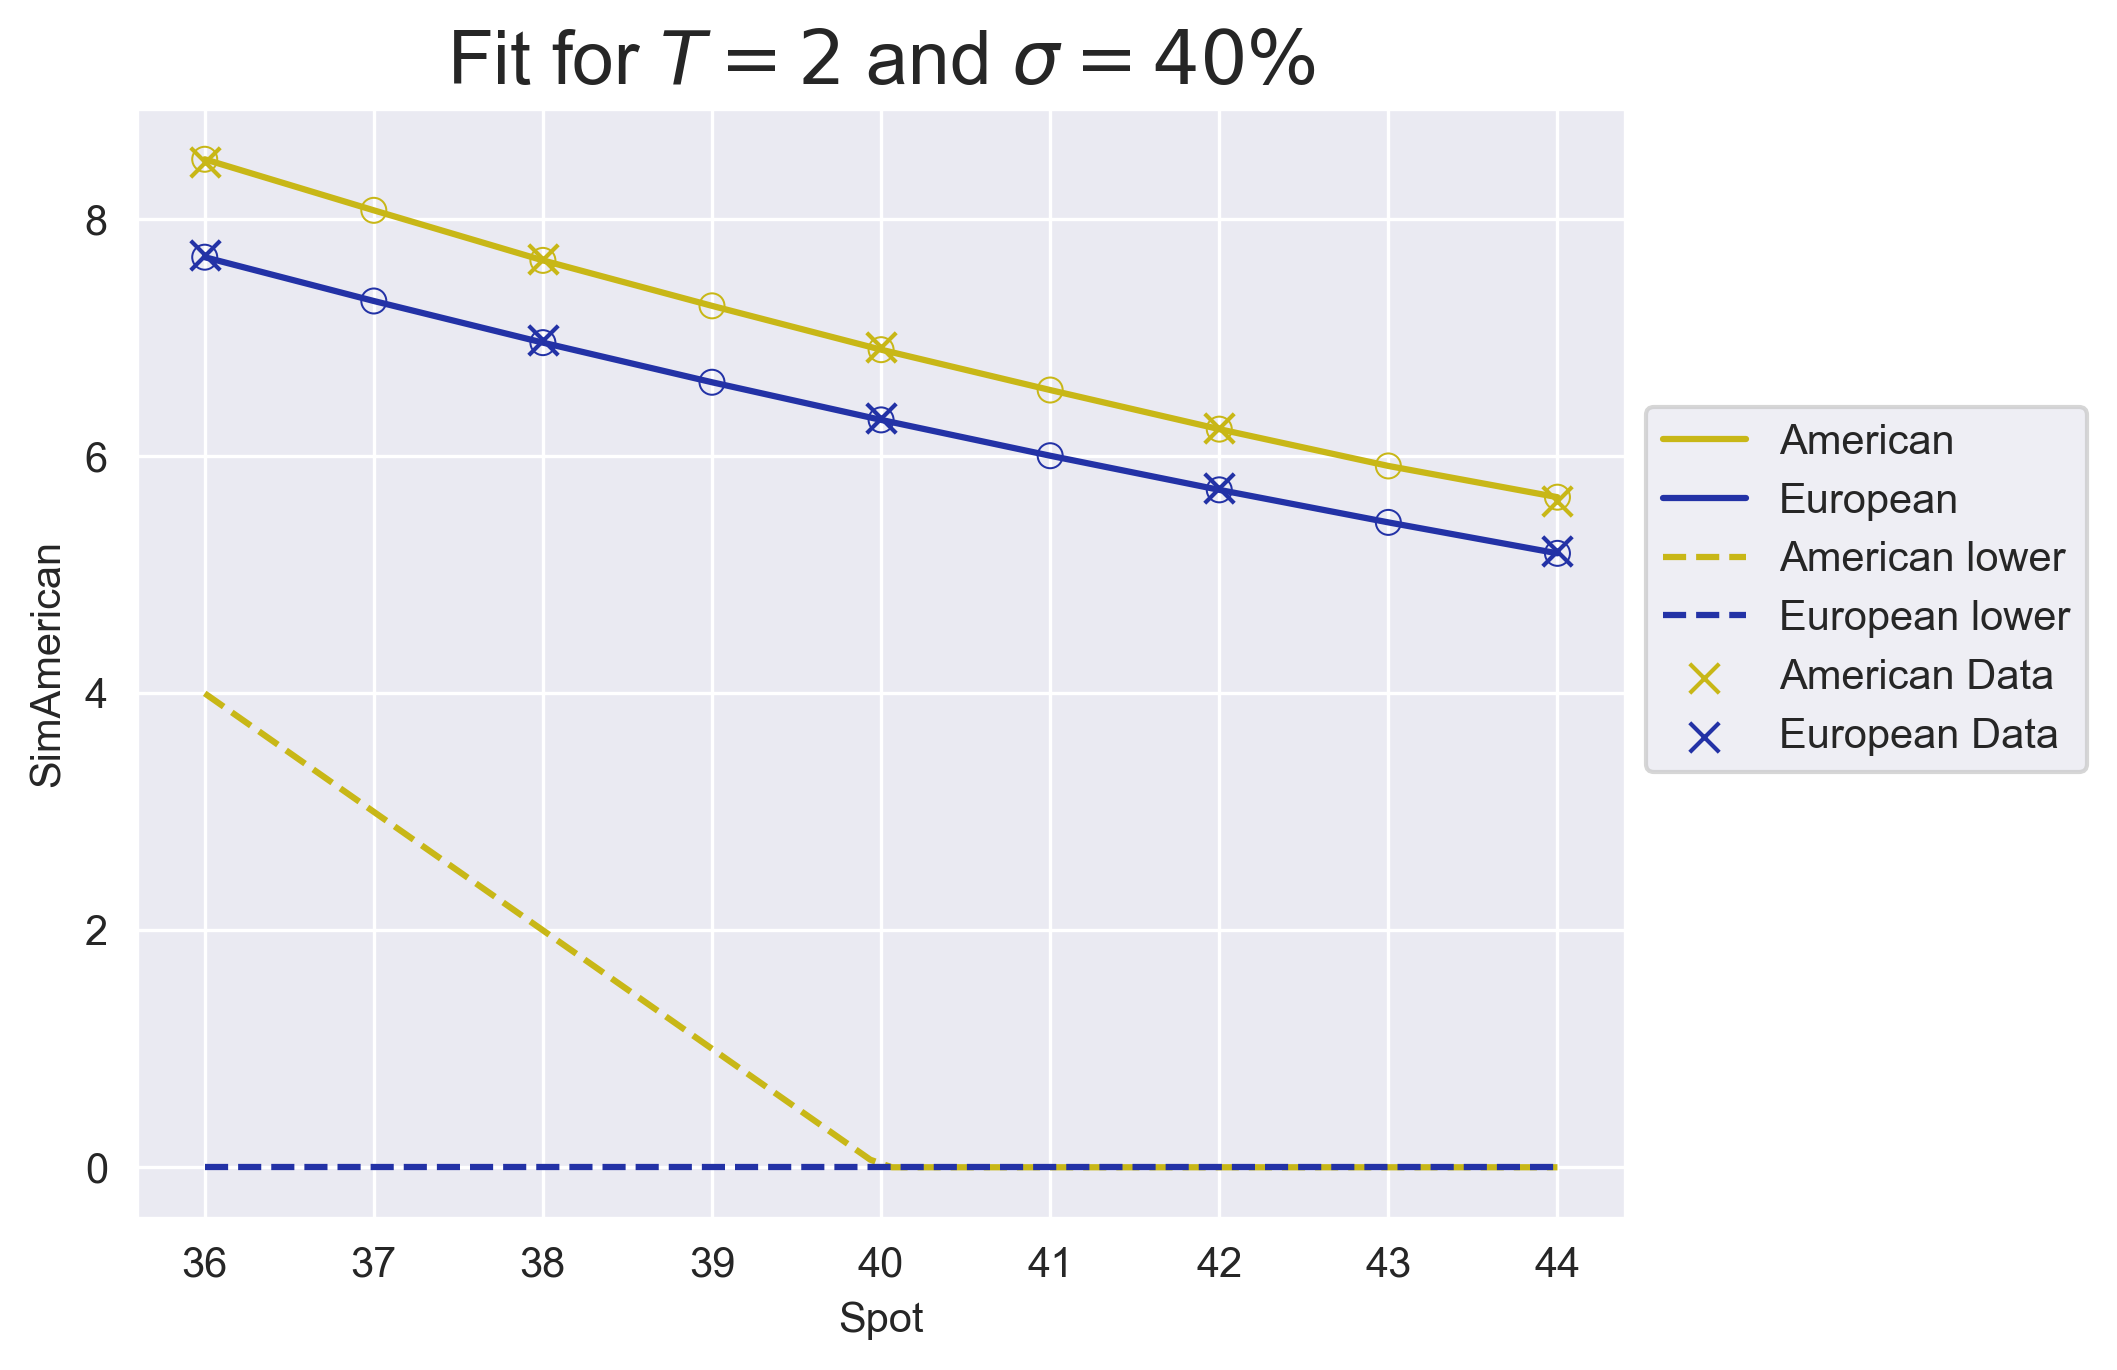 Fit for T = 2 and σ = 40%
SimAmerican
8
6
4
2
0
36 37 38 39 40 41 42 43 44
Spot
American
European
American lower
European lower
American Data
European Data